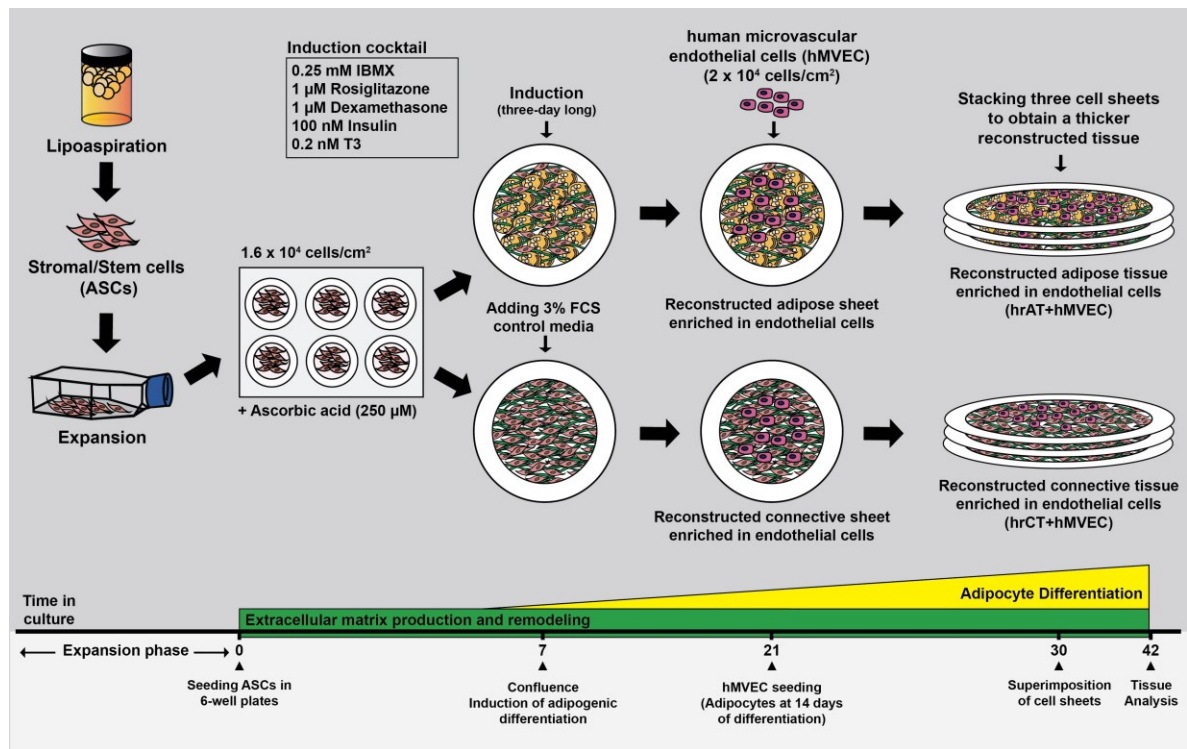 Lipoaspiration
Stromal/Stem cells
(ASCs)
Expansion
Induction cocktail
0.25 mM IBMX
1 µM Rosiglitazone
1 µM Dexamethasone
100 nM Insulin
0.2 nM T3
1.6 x 10⁴ cells/cm²
+ Ascorbic acid (250 µM)
Induction
(three-day long)
Adding 3% FCS
control media
human microvascular
endothelial cells (hMVEC)
(2 x 10⁴ cells/cm²)
Reconstructed adipose sheet
enriched in endothelial cells
Reconstructed connective sheet
enriched in endothelial cells
Stacking three cell sheets
to obtain a thicker
reconstructed tissue
Reconstructed adipose tissue
enriched in endothelial cells
(hrAT+hMVEC)
Reconstructed connective tissue
enriched in endothelial cells
(hrCT+hMVEC)
Time in
culture
Adipocyte Differentiation
Extracellular matrix production and remodeling
Expansion phase
0
7
21
30
42
Seeding ASCs in
6-well plates
Confluence
Induction of adipogenic
differentiation
hMVEC seeding
(Adipocytes at 14 days
of differentiation)
Superimposition
of cell sheets
Tissue
Analysis